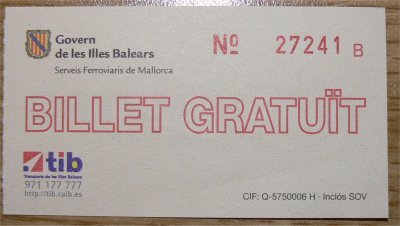 Govern
de les Illes Balears
Serveis Ferrovians de Mallorca
Nº 27241 B
BILLET GRATUÏT
tib
Transports de les Illes Balears
971 177 777
http://tib.caib.es
CIF: Q-5750006 H · Inclòs SOV